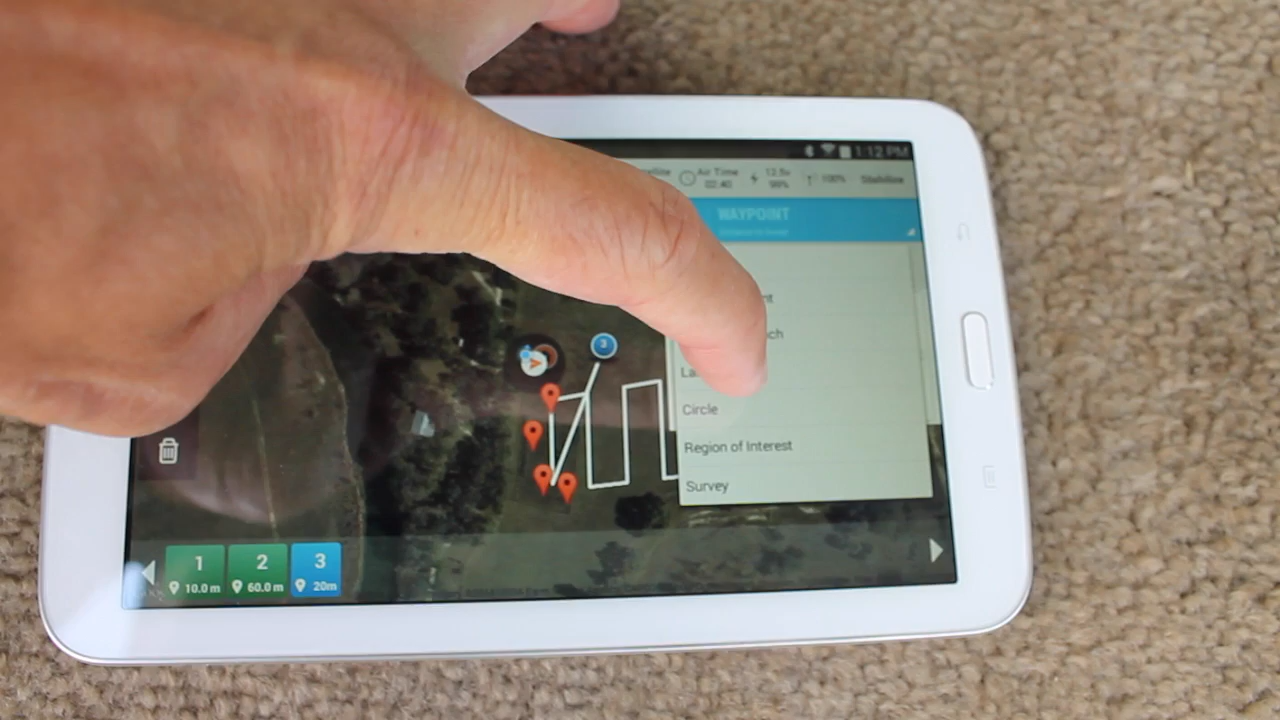 1:12 PM
Air Time
02:40
12.5v
99%
100%
Stabilize
WAYPOINT
Circle
Region of Interest
Survey
3
1
2
3
10.0 m
60.0 m
20m